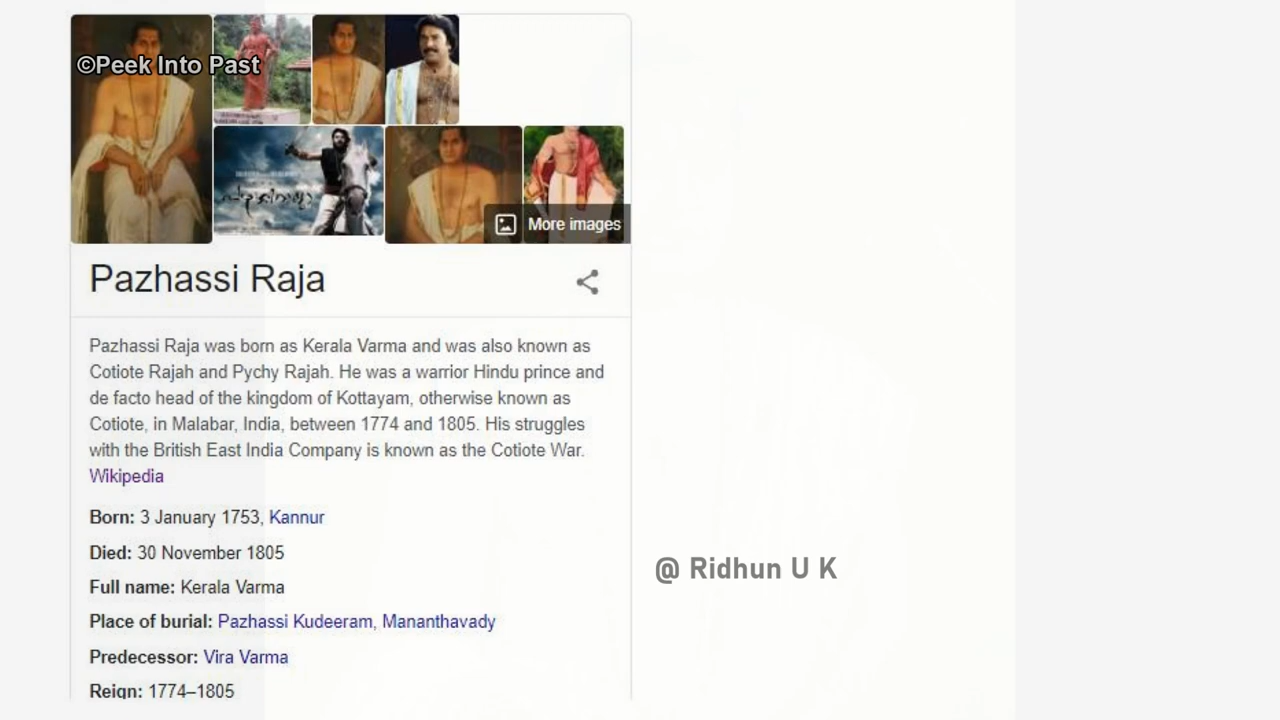 ©Peek Into Past
More images
Pazhassi Raja
Pazhassi Raja was born as Kerala Varma and was also known as
Cotiote Rajah and Pychy Rajah. He was a warrior Hindu prince and
de facto head of the kingdom of Kottayam, otherwise known as
Cotiote, in Malabar, India, between 1774 and 1805. His struggles
with the British East India Company is known as the Cotiote War.
Wikipedia
Born: 3 January 1753, Kannur
Died: 30 November 1805
@ Ridhun U K
Full name: Kerala Varma
Place of burial: Pazhassi Kudeeram, Mananthavady
Predecessor: Vira Varma
Reign: 1774–1805